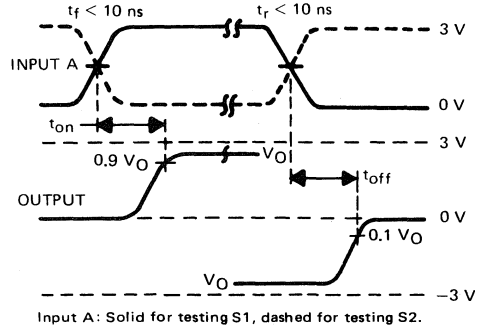 tf < 10 ns
tr < 10 ns
3 V
INPUT A
0 V
ton
3 V
0.9 VO
VO
toff
OUTPUT
0 V
0.1 VO
VO
−3 V
Input A: Solid for testing S1, dashed for testing S2.